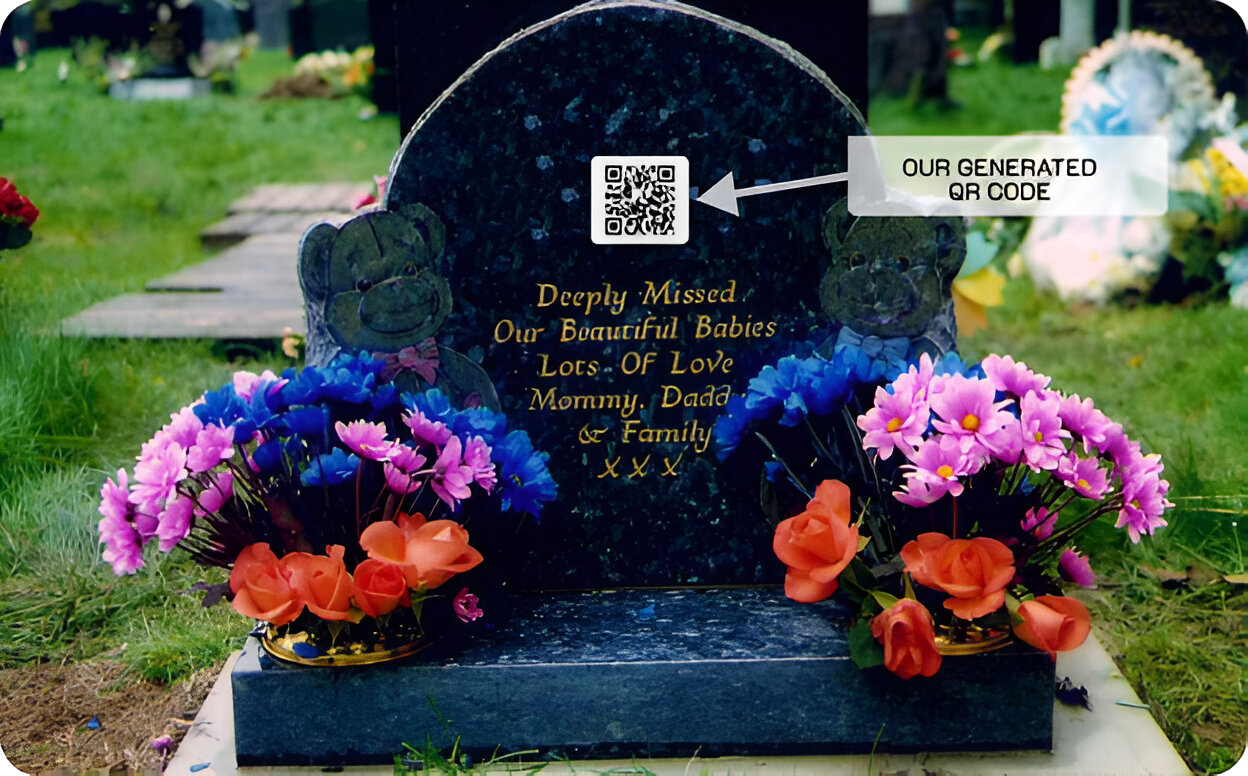 OUR GENERATED
QR CODE
Deeply Missed
Our Beautiful Babies
Lots Of Love
Mommy, Dadd
& Family
X X X